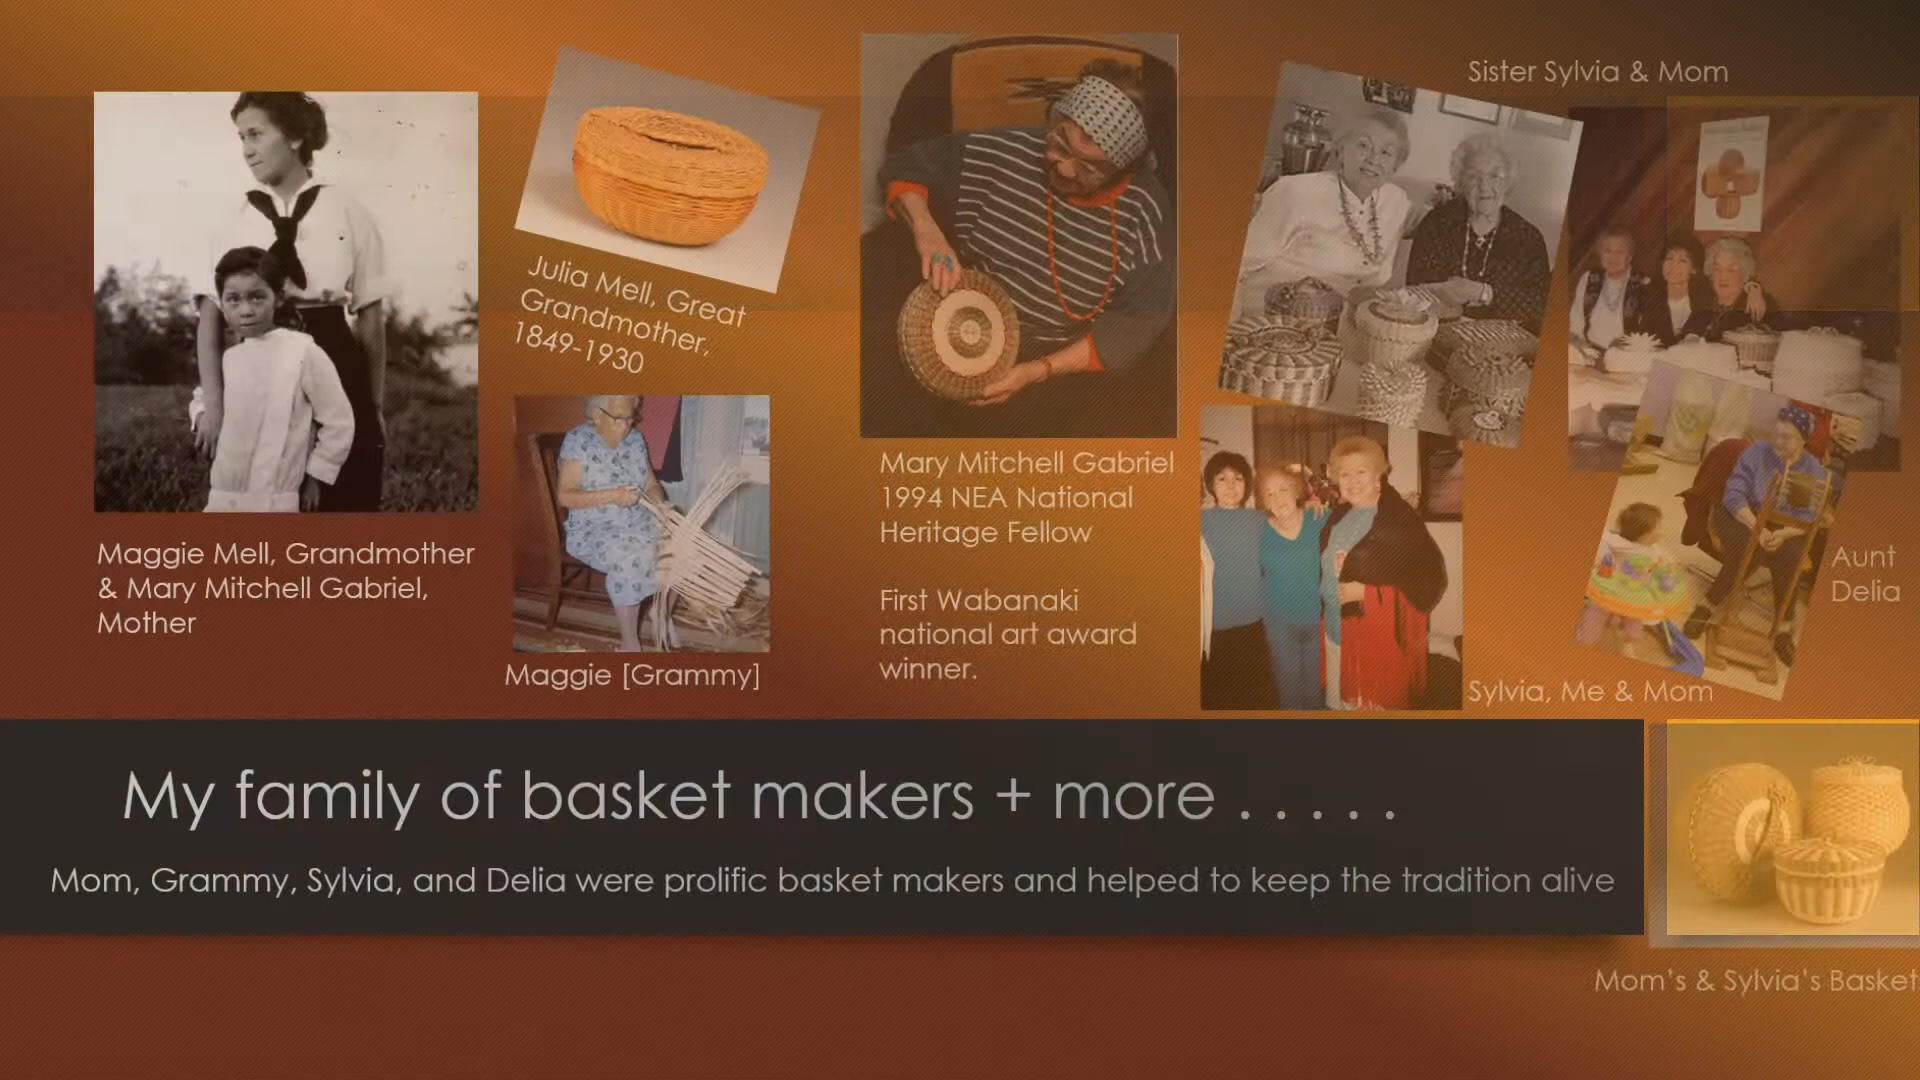 Sister Sylvia & Mom
Julia Mell, Great
Grandmother,
1849-1930
Maggie Mell, Grandmother
& Mary Mitchell Gabriel,
Mother
Maggie [Grammy]
Mary Mitchell Gabriel
1994 NEA National
Heritage Fellow
First Wabanaki
national art award
winner.
Aunt
Delia
Sylvia, Me & Mom
My family of basket makers + more . . . . .
Mom, Grammy, Sylvia, and Delia were prolific basket makers and helped to keep the tradition alive
Mom's & Sylvia's Basket